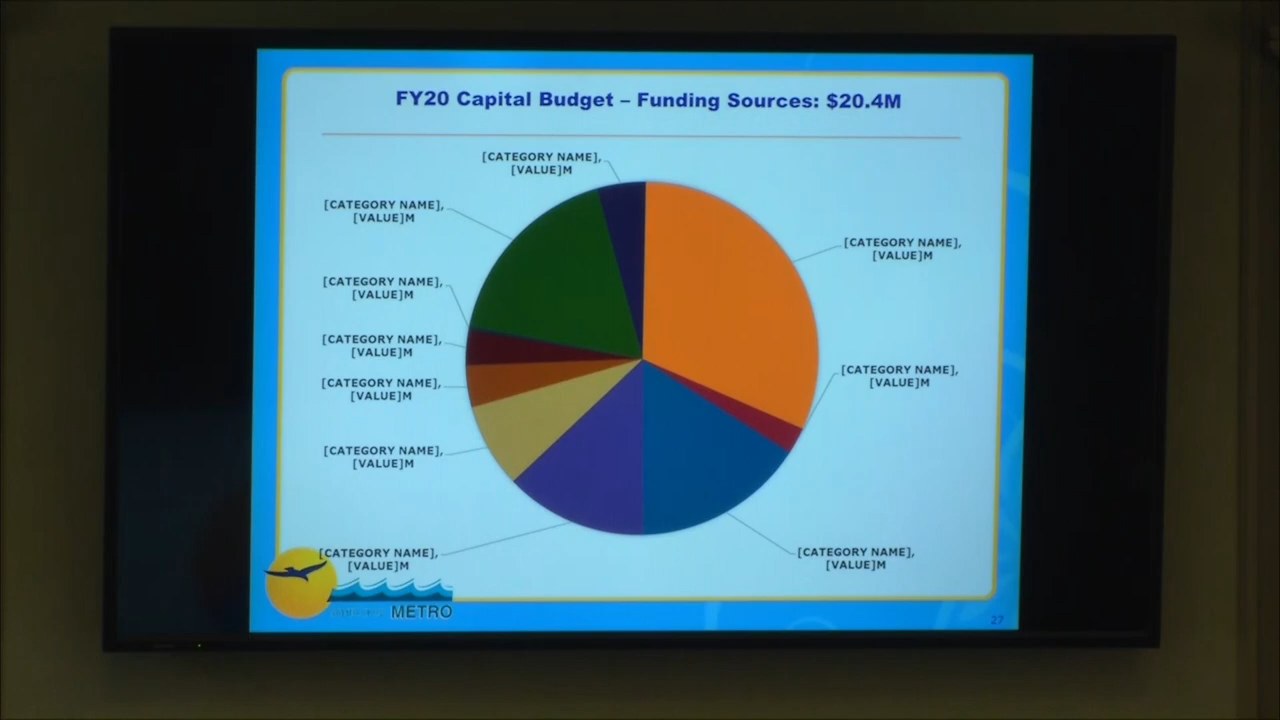 FY20 Capital Budget – Funding Sources: $20.4M
[CATEGORY NAME],
[VALUE]M
[CATEGORY NAME],
[VALUE]M
[CATEGORY NAME],
[VALUE]M
[CATEGORY NAME],
[VALUE]M
[CATEGORY NAME],
[VALUE]M
[CATEGORY NAME],
[VALUE]M
[CATEGORY NAME],
[VALUE]M
[CATEGORY NAME],
[VALUE]M
[CATEGORY NAME],
[VALUE]M
[CATEGORY NAME],
[VALUE]M
METRO
27